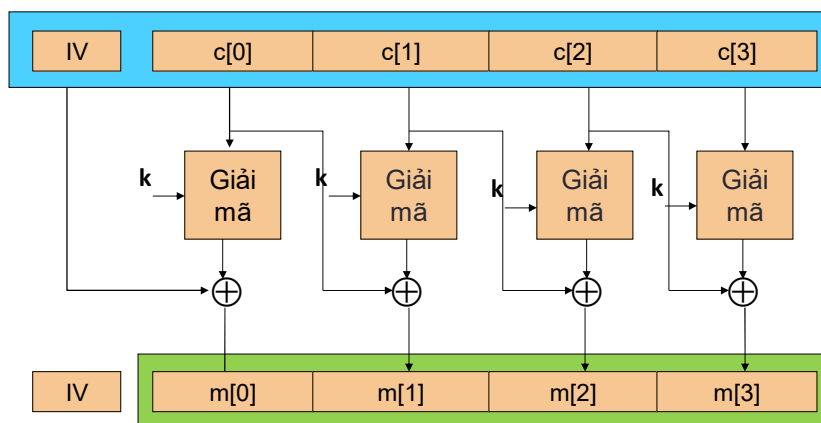 IV c[0] c[1] c[2] c[3]
k Giải mã k Giải mã k Giải mã k Giải mã
IV m[0] m[1] m[2] m[3]